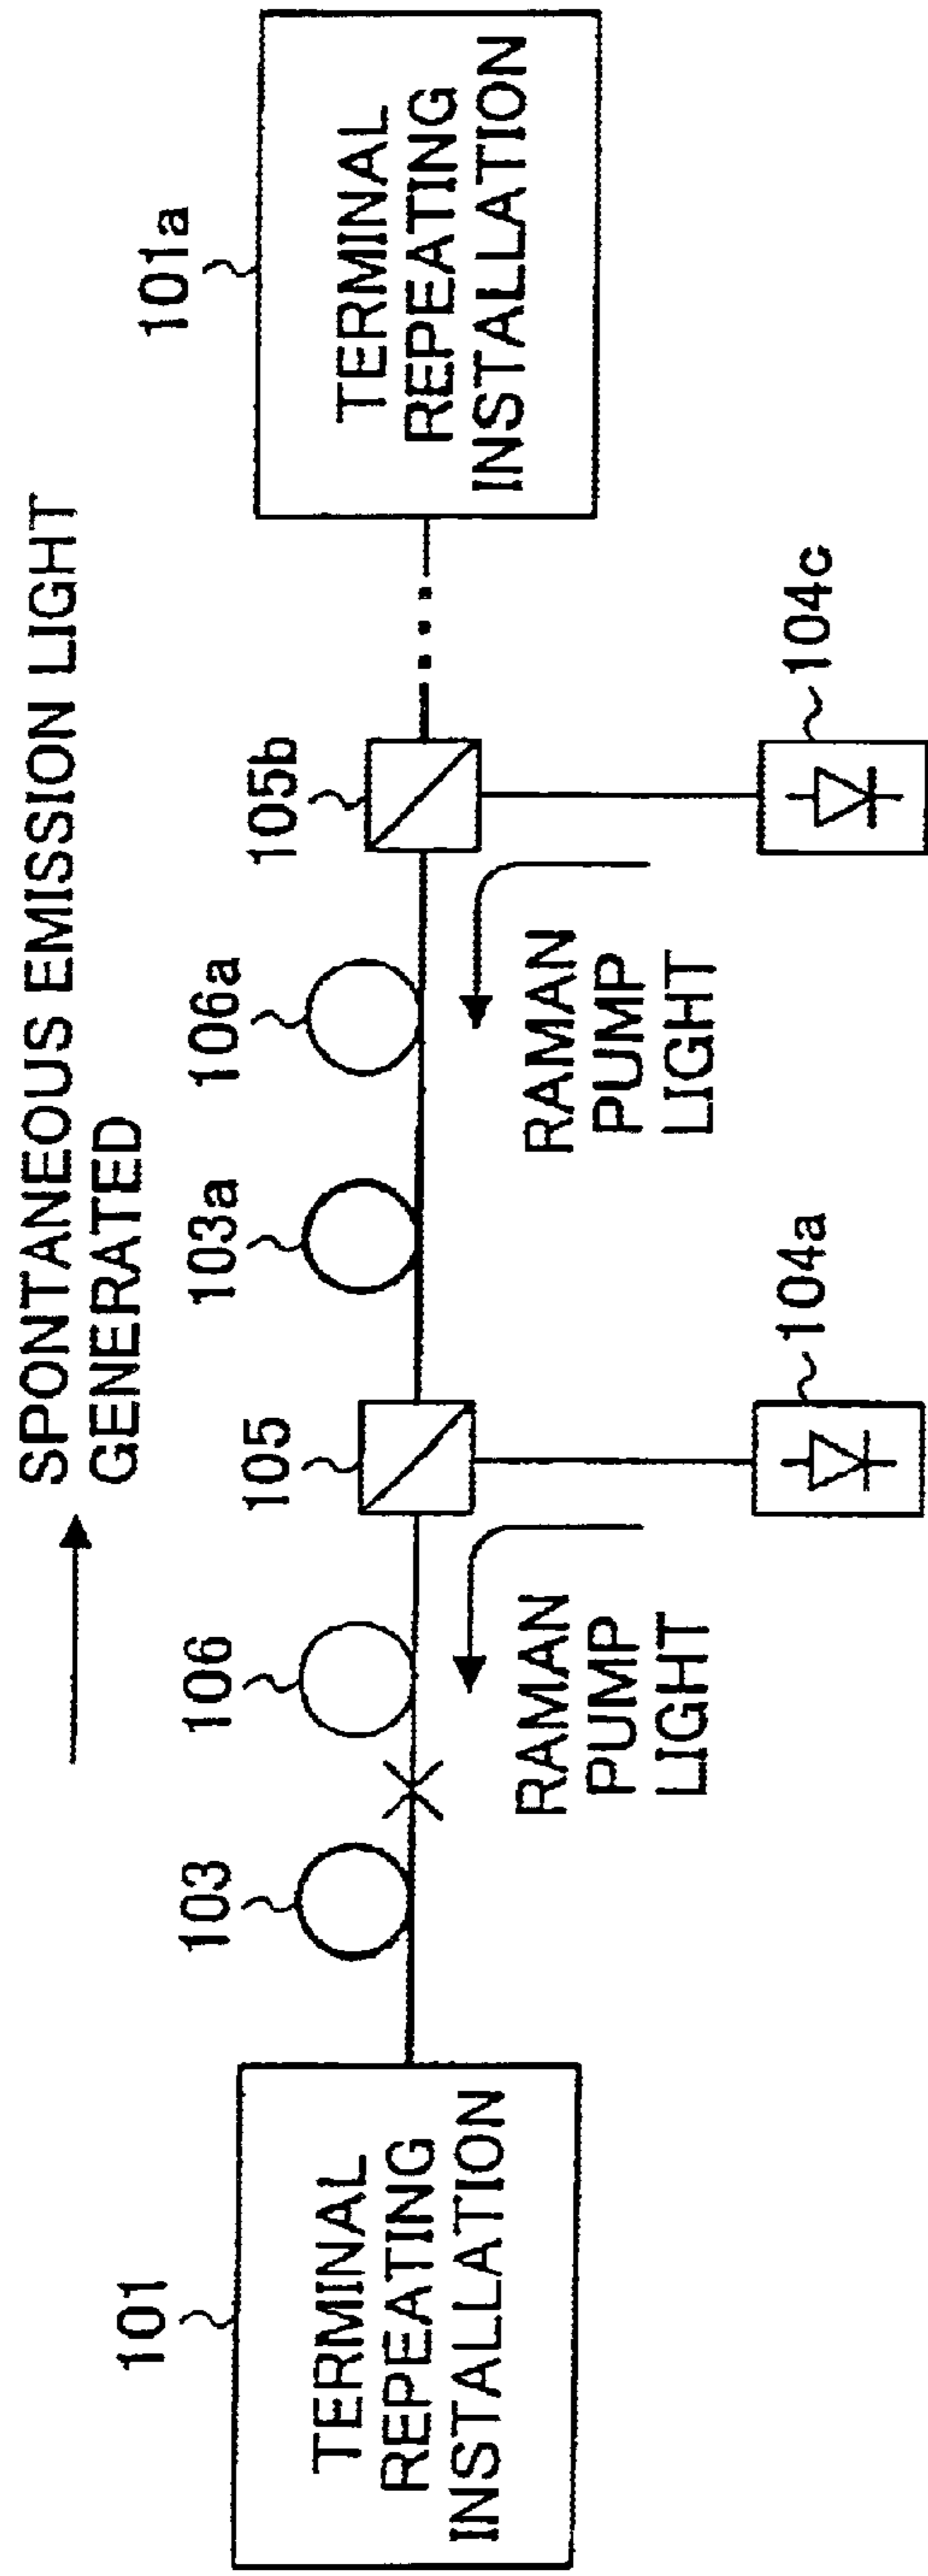 SPONTANEOUS EMISSION LIGHT
GENERATED
101
TERMINAL
REPEATING
INSTALLATION
103
106
105
103a
106a
105b
101a
TERMINAL
REPEATING
INSTALLATION
RAMAN
PUMP
LIGHT
104a
RAMAN
PUMP
LIGHT
104c